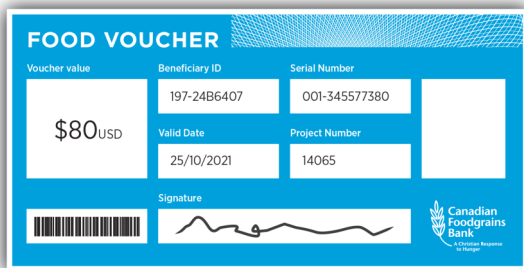 FOOD VOUCHER
Voucher value
Beneficiary ID
Serial Number
$80USD
197-24B6407
001-345577380
Valid Date
Project Number
25/10/2021
14065
Signature
Canadian
Foodgrains
Bank
A Christian Response
to Hunger